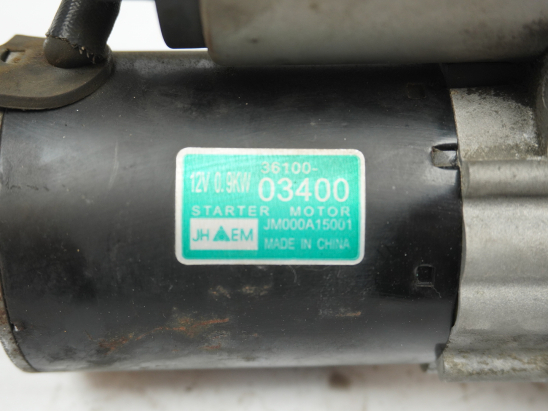 36100-
12V 0.9KW 03400
STARTER MOTOR
JM000A15001
JH EM
MADE IN CHINA